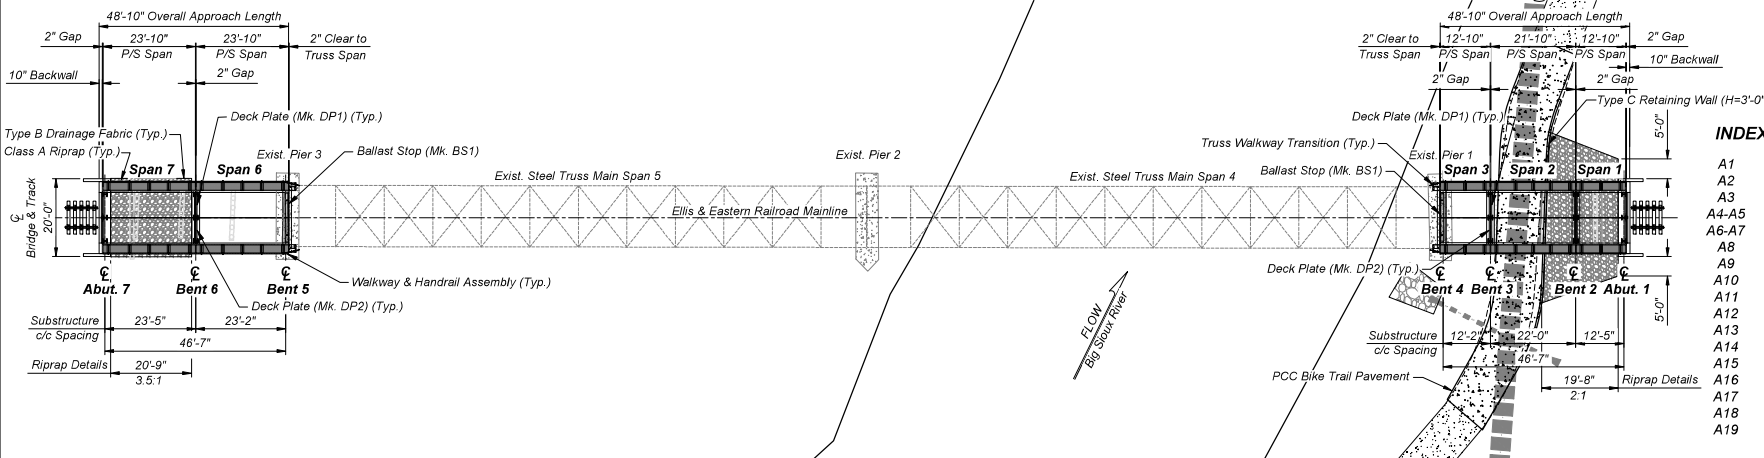 48'-10" Overall Approach Length
2" Gap
23'-10"
P/S Span
23'-10"
P/S Span
2" Clear to
Truss Span
10" Backwall
2" Gap
Deck Plate (Mk. DP1) (Typ.)
Type B Drainage Fabric (Typ.)
Class A Riprap (Typ.)
Span 7
Span 6
Exist. Pier 3
Ballast Stop (Mk. BS1)
Exist. Steel Truss Main Span 5
Exist. Pier 2
Ellis & Eastern Railroad Mainline
Exist. Steel Truss Main Span 4
℄
Bridge & Track
20'-0"
℄
Abut. 7
℄
Bent 6
℄
Bent 5
Walkway & Handrail Assembly (Typ.)
Deck Plate (Mk. DP2) (Typ.)
Substructure
c/c Spacing
23'-5"
23'-2"
46'-7"
Riprap Details
20'-9"
3.5:1
FLOW
Big Sioux River
48'-10" Overall Approach Length
2" Clear to
Truss Span
12'-10"
P/S Span
21'-10"
P/S Span
12'-10"
P/S Span
2" Gap
10" Backwall
2" Gap
2" Gap
Type C Retaining Wall (H=3'-0"
Deck Plate (Mk. DP1) (Typ.)
Truss Walkway Transition (Typ.)
Exist. Pier 1
Ballast Stop (Mk. BS1)
Span 3
Span 2
Span 1
5'-0"
Deck Plate (Mk. DP2) (Typ.)
℄
Bent 4
℄
Bent 3
℄
Bent 2
℄
Abut. 1
5'-0"
Substructure
c/c Spacing
12'-2"
22'-0"
12'-5"
46'-7"
PCC Bike Trail Pavement
19'-8"
2:1
Riprap Details
INDEX
A1
A2
A3
A4-A5
A6-A7
A8
A9
A10
A11
A12
A13
A14
A15
A16
A17
A18
A19